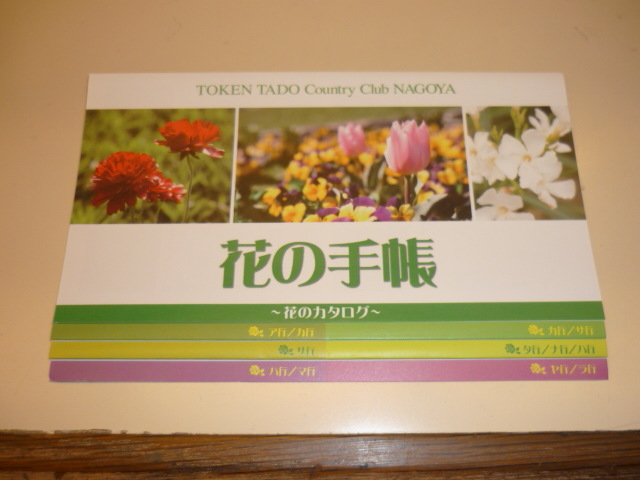 TOKEN TADO Country Club NAGOYA
花の手帳
~花のカタログ~
ア行/カ行
カ行/サ行
サ行
タ行/ナ行/ハ行
ハ行/マ行
ヤ行/ラ行